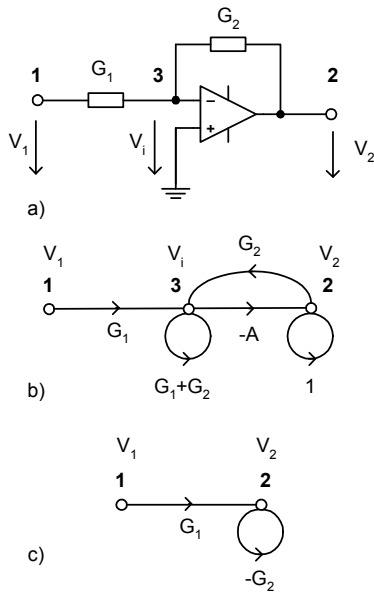 G₂
1 G₁ 3 2
− +
V₁ Vᵢ V₂
a)
V₁ Vᵢ G₂ V₂
1 3 2
G₁ -A
G₁+G₂ 1
b)
V₁ V₂
1 2
G₁
-G₂
c)